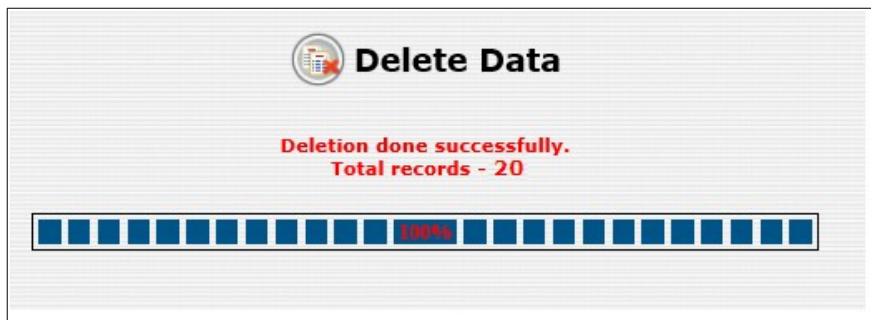 Delete Data
Deletion done successfully.
Total records - 20
100%